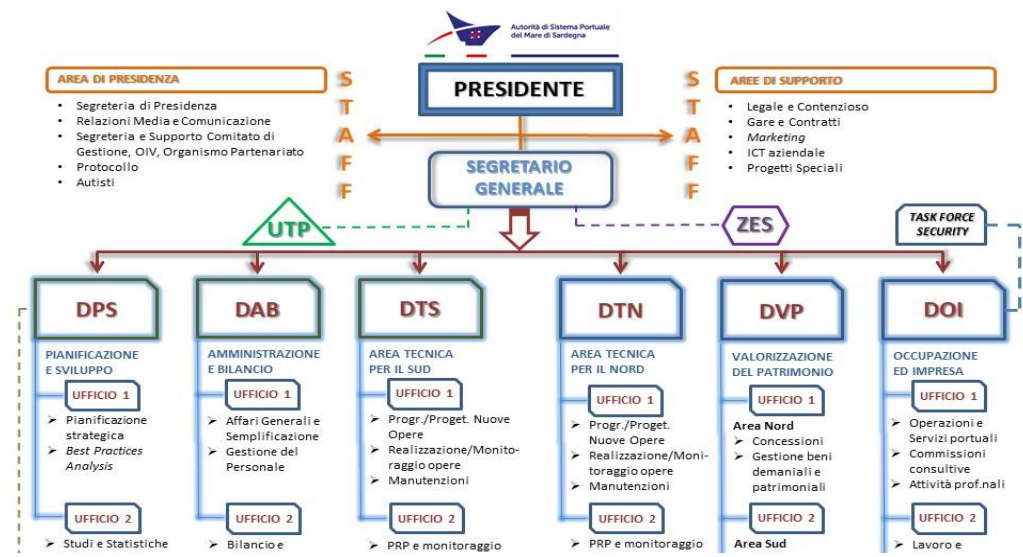 Autorità di Sistema Portuale
del Mare di Sardegna
PRESIDENTE
AREA DI PRESIDENZA
• Segreteria di Presidenza
• Relazioni Media e Comunicazione
• Segreteria e Supporto Comitato di
Gestione, OIV, Organismo Partenariato
• Protocollo
• Autisti
STAFF
STAFF
AREE DI SUPPORTO
• Legale e Contenzioso
• Gare e Contratti
• Marketing
• ICT aziendale
• Progetti Speciali
SEGRETARIO
GENERALE
UTP
ZES
TASK FORCE
SECURITY
DPS
PIANIFICAZIONE
E SVILUPPO
UFFICIO 1
➢ Pianificazione
strategica
➢ Best Practices
Analysis
UFFICIO 2
➢ Studi e Statistiche
DAB
AMMINISTRAZIONE
E BILANCIO
UFFICIO 1
➢ Affari Generali e
Semplificazione
➢ Gestione del
Personale
UFFICIO 2
➢ Bilancio e
DTS
AREA TECNICA
PER IL SUD
UFFICIO 1
➢ Progr./Proget. Nuove
Opere
➢ Realizzazione/Monito-
raggio opere
➢ Manutenzioni
UFFICIO 2
➢ PRP e monitoraggio
DTN
AREA TECNICA
PER IL NORD
UFFICIO 1
➢ Progr./Proget.
Nuove Opere
➢ Realizzazione/Moni-
toraggio opere
➢ Manutenzioni
UFFICIO 2
➢ PRP e monitoraggio
DVP
VALORIZZAZIONE
DEL PATRIMONIO
UFFICIO 1
Area Nord
➢ Concessioni
➢ Gestione beni
demaniali e
patrimoniali
UFFICIO 2
Area Sud
DOI
OCCUPAZIONE
ED IMPRESA
UFFICIO 1
➢ Operazioni e
Servizi portuali
➢ Commissioni
consultive
➢ Attività prof.nali
UFFICIO 2
➢ Lavoro e